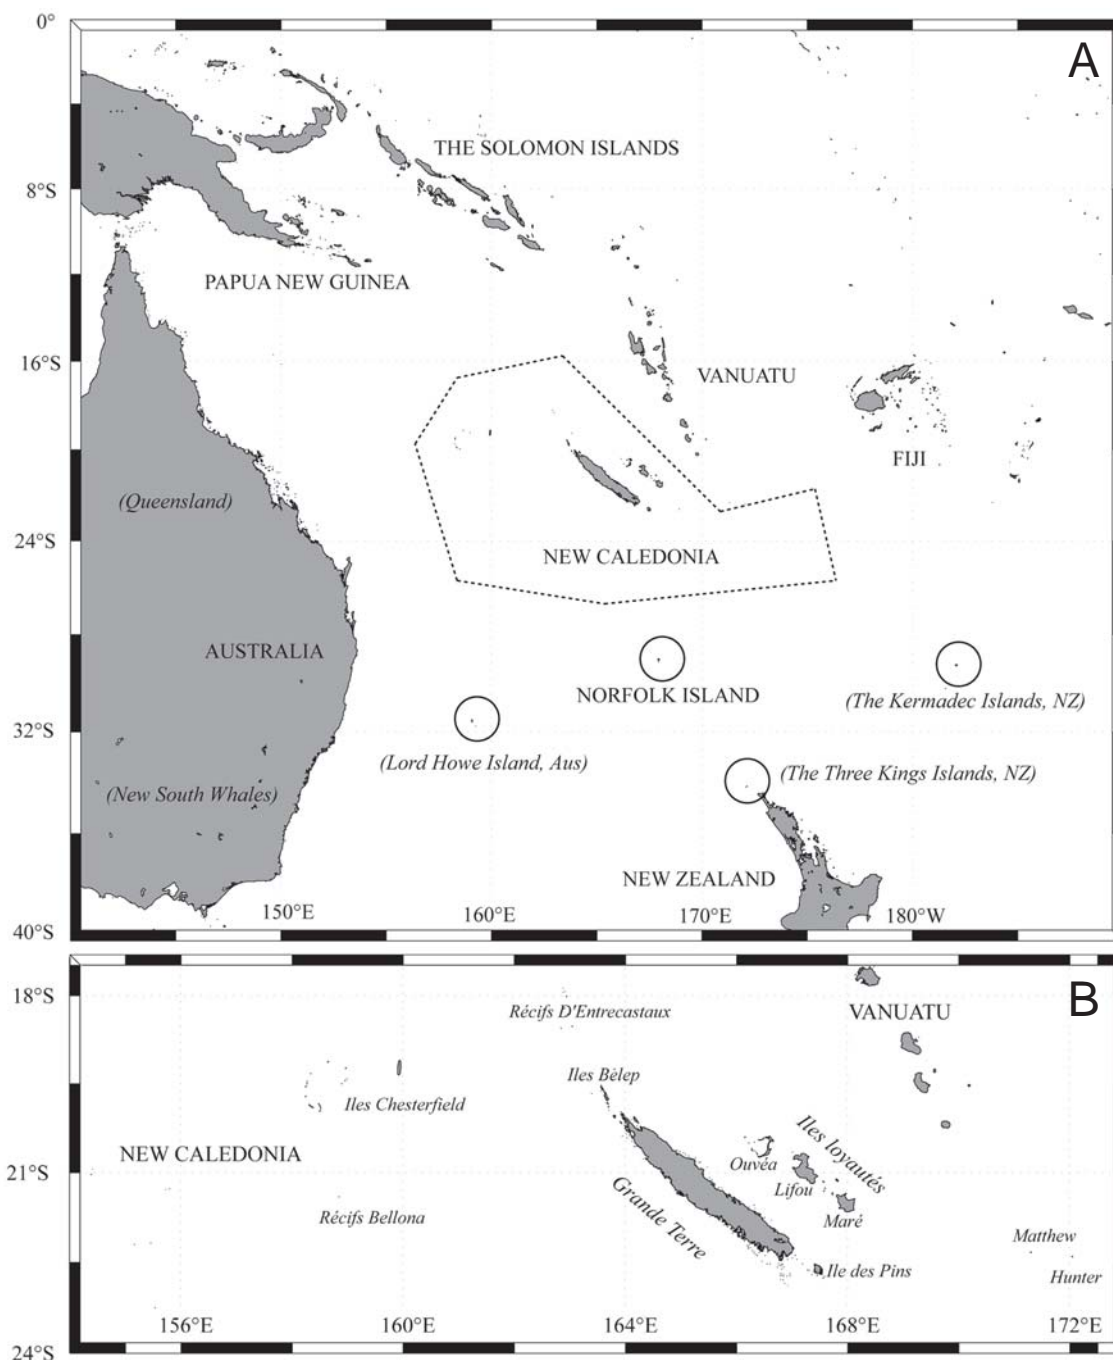 0°
A
THE SOLOMON ISLANDS
8°S
PAPUA NEW GUINEA
16°S
VANUATU
FIJI
(Queensland)
24°S
NEW CALEDONIA
AUSTRALIA
NORFOLK ISLAND
(The Kermadec Islands, NZ)
32°S
(Lord Howe Island, Aus)
(The Three Kings Islands, NZ)
(New South Whales)
NEW ZEALAND
150°E
160°E
170°E
180°W
40°S
B
18°S
Récifs D'Entrecastaux
VANUATU
Iles Bèlep
Iles Chesterfield
NEW CALEDONIA
Iles loyautés
21°S
Ouvéa
Lifou
Grande Terre
Maré
Récifs Bellona
Matthew
Ile des Pins
Hunter
156°E
160°E
164°E
168°E
172°E
24°S